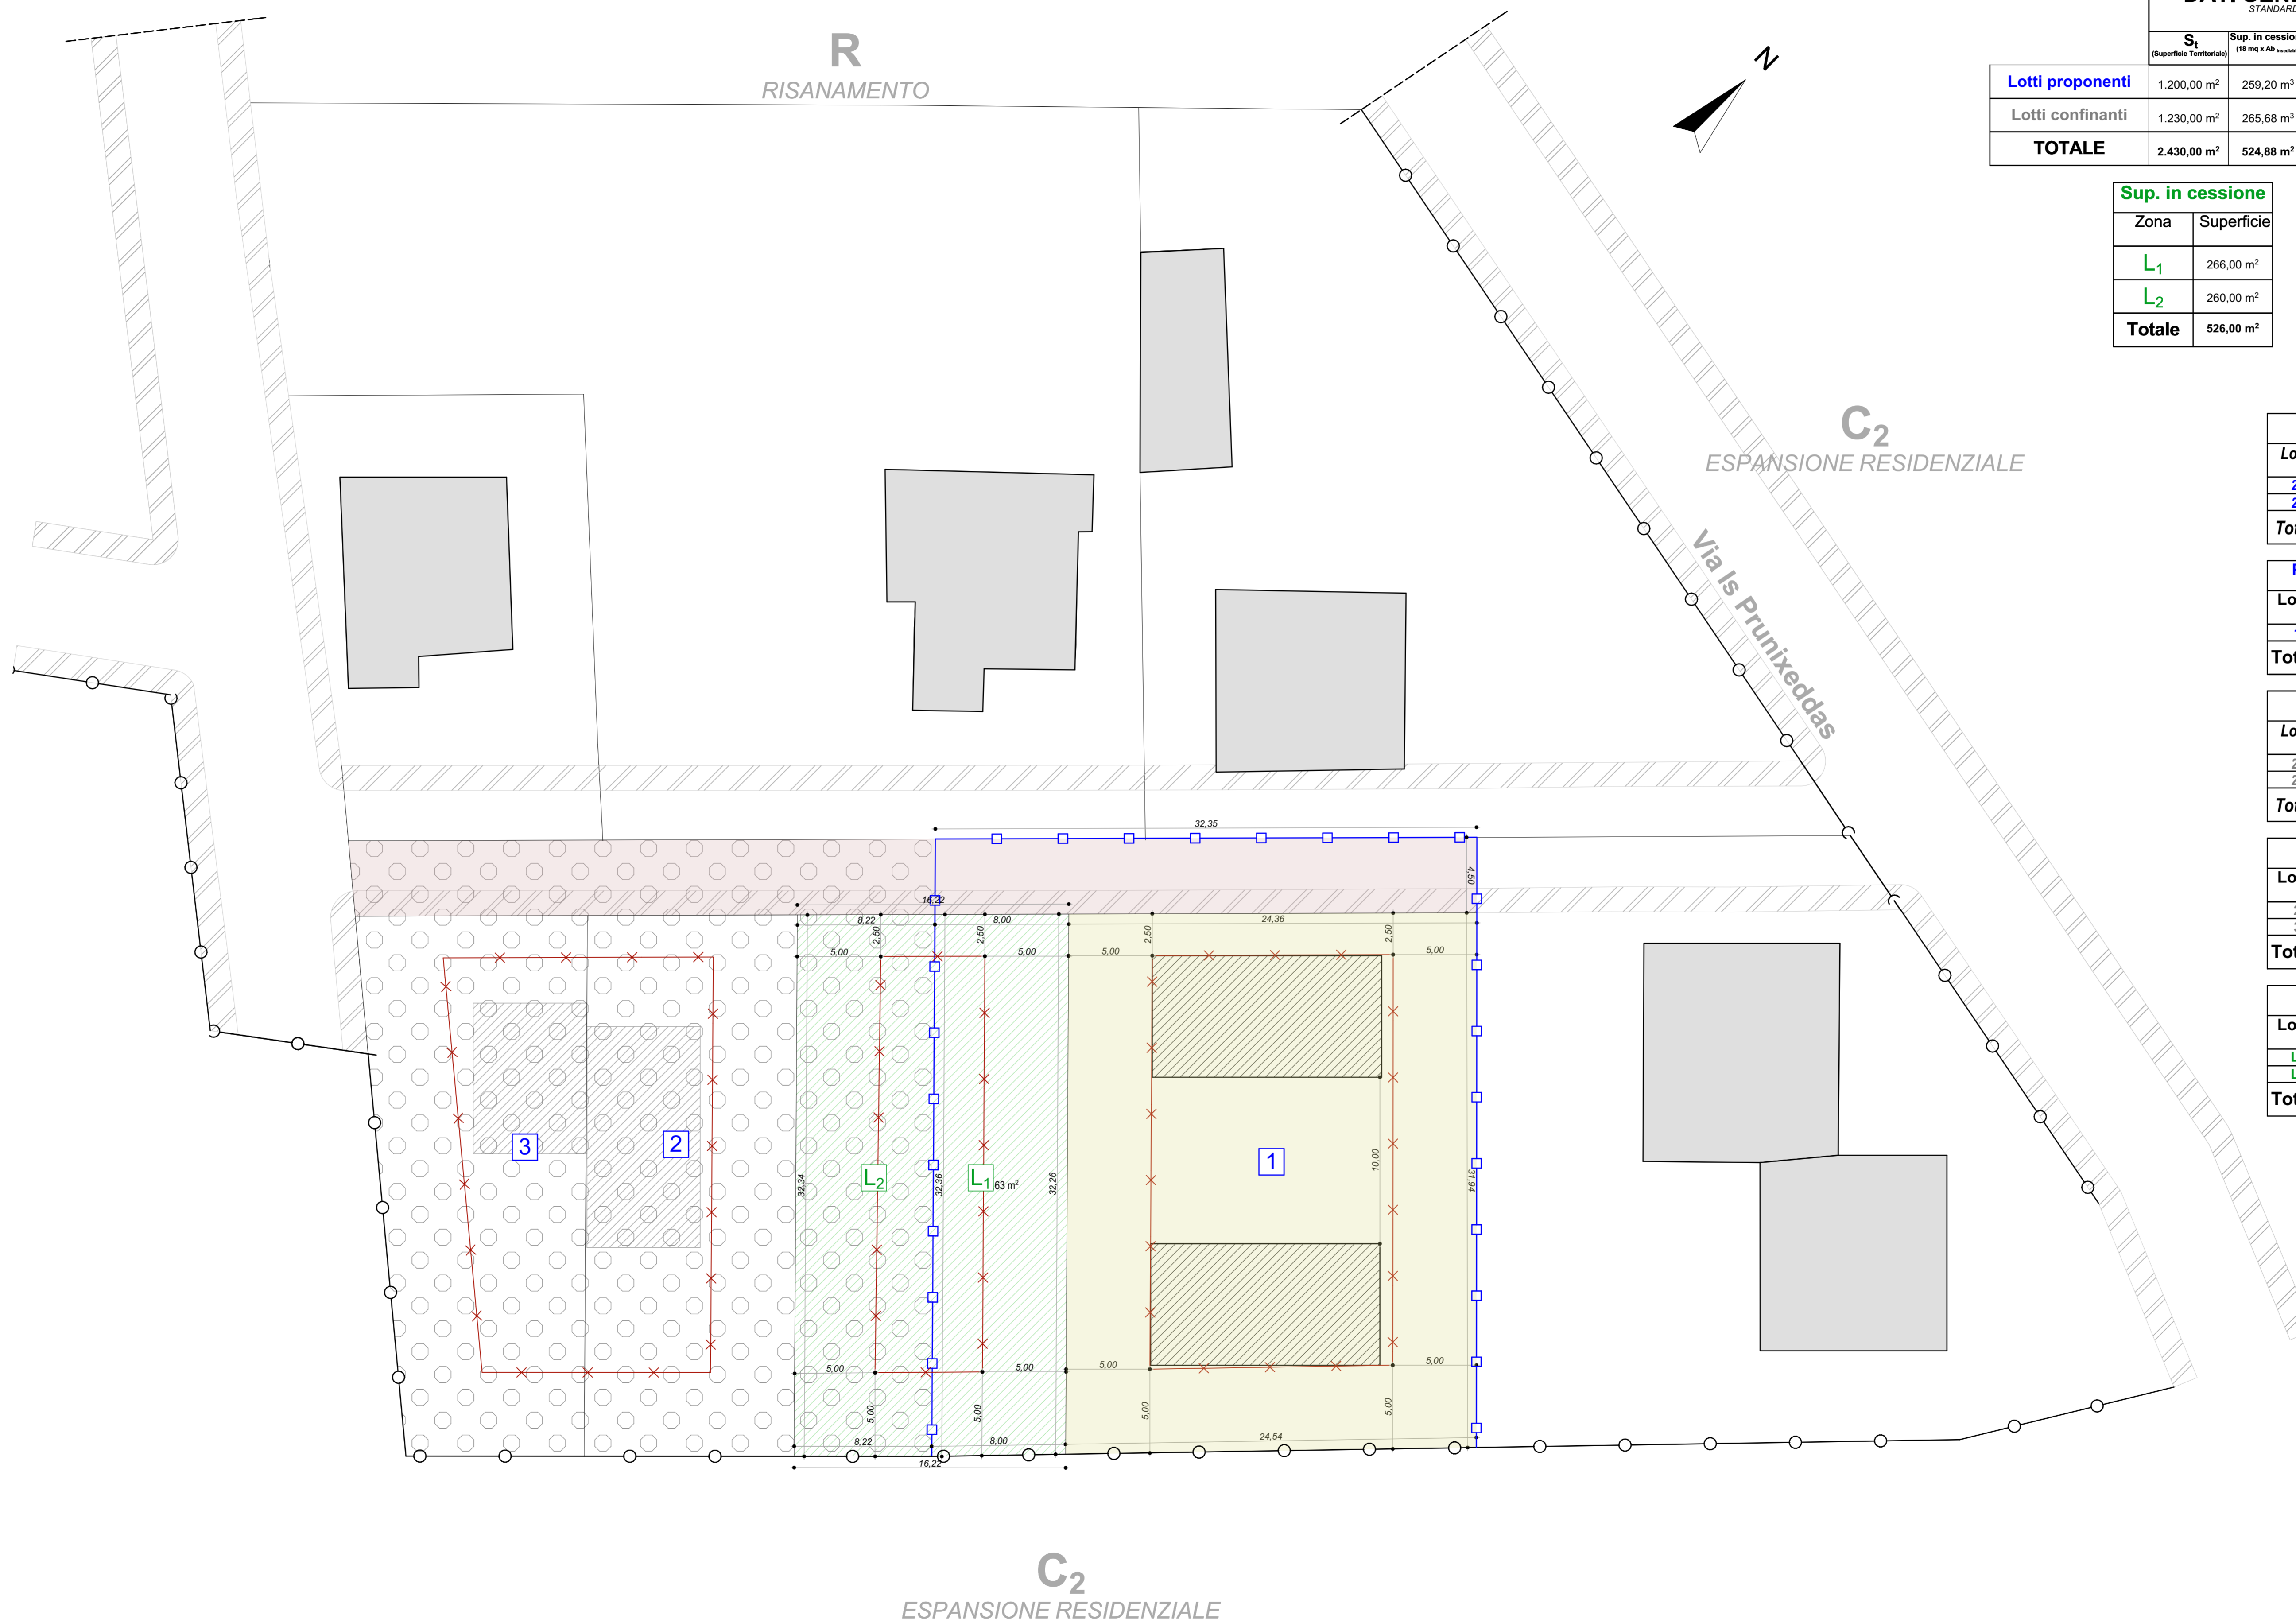 R
RISANAMENTO
N
STANDARD
S_t
(Superficie Territoriale)
(18 mq x Ab
Lotti proponenti 1.200,00 m² 259,20 m³
Lotti confinanti 1.230,00 m² 265,68 m³
TOTALE 2.430,00 m² 524,88 m²
Sup. in cessione
Zona Superficie
L₁ 266,00 m²
L₂ 260,00 m²
Totale 526,00 m²
C₂
ESPANSIONE RESIDENZIALE
Via Is Prunixeddas
32,35
4,50
16,22
8,22 8,00 24,36
2,50 2,50 2,50 2,50
5,00 5,00 5,00 5,00
3 2 1
L₂ L₁ 63 m²
32,34 32,36 32,26 10,00 31,94
5,00 5,00 5,00 5,00
5,00 5,00 5,00 5,00
8,22 8,00 24,54
16,22
C₂
ESPANSIONE RESIDENZIALE